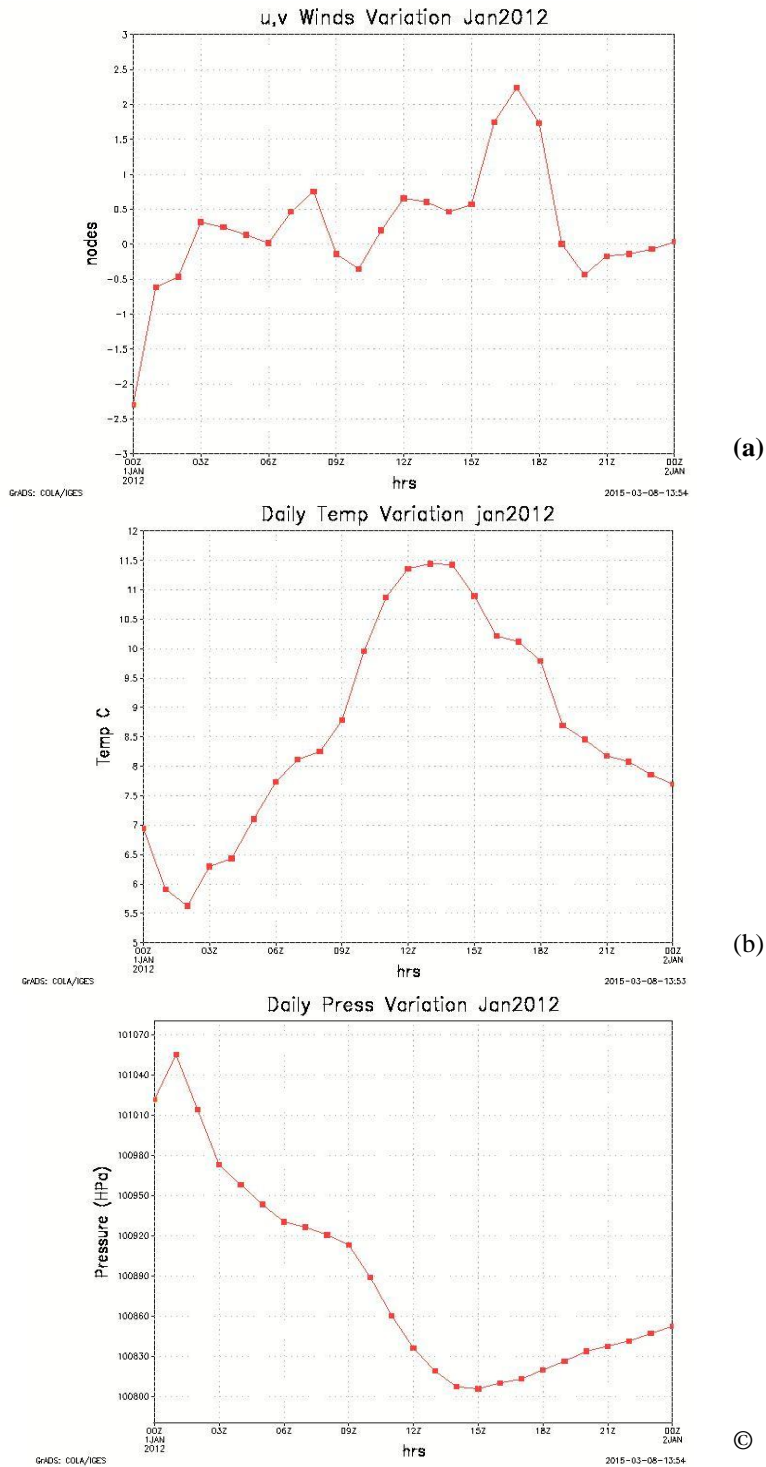 u,v Winds Variation Jan2012
3
2.5
2
1.5
1
0.5
0
-0.5
-1
-1.5
-2
-2.5
-3
nodes
00Z 03Z 06Z 09Z 12Z 15Z 18Z 21Z 00Z
1JAN 2JAN
2012
hrs
GrADS: COLA/IGES 2015-03-08-13:54
(a)
Daily Temp Variation jan2012
12
11.5
11
10.5
10
9.5
9
8.5
8
7.5
7
6.5
6
5.5
5
Temp C
00Z 03Z 06Z 09Z 12Z 15Z 18Z 21Z 00Z
1JAN 2JAN
2012
hrs
GrADS: COLA/IGES 2015-03-08-13:53
(b)
Daily Press Variation Jan2012
101070
101040
101010
100980
100950
100920
100890
100860
100830
100800
Pressure (HPa)
00Z 03Z 06Z 09Z 12Z 15Z 18Z 21Z 00Z
1JAN 2JAN
2012
hrs
GrADS: COLA/IGES 2015-03-08-13:54
©